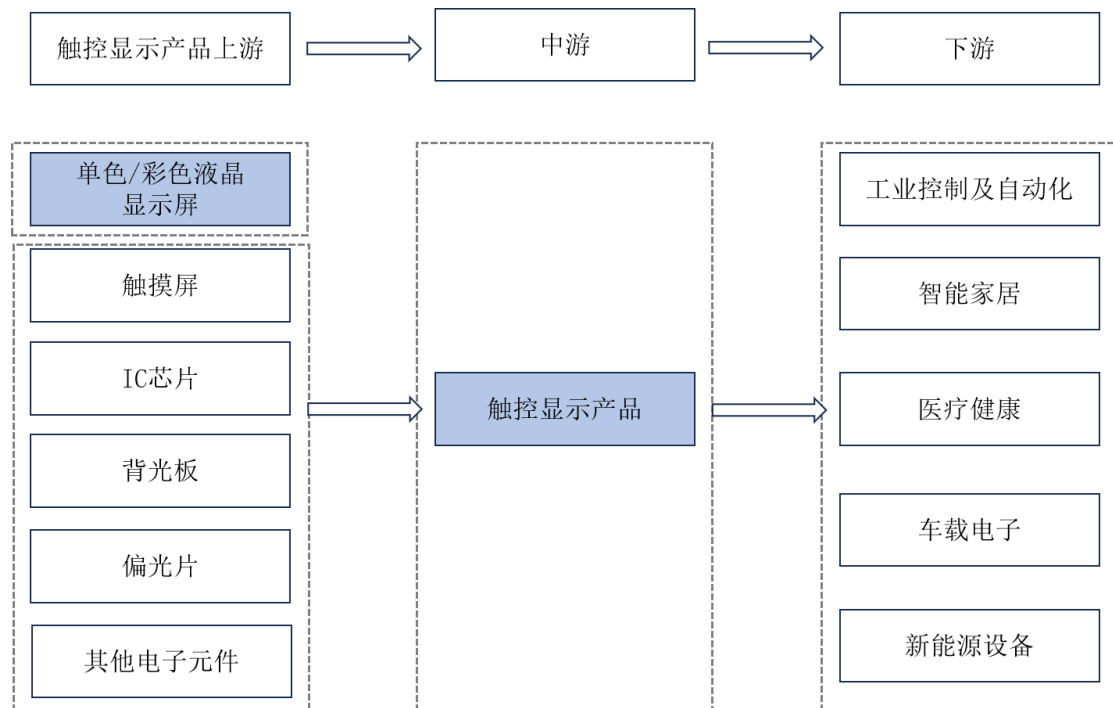 触控显示产品上游
中游
下游
单色/彩色液晶
显示屏
触摸屏
IC芯片
背光板
偏光片
其他电子元件
触控显示产品
工业控制及自动化
智能家居
医疗健康
车载电子
新能源设备